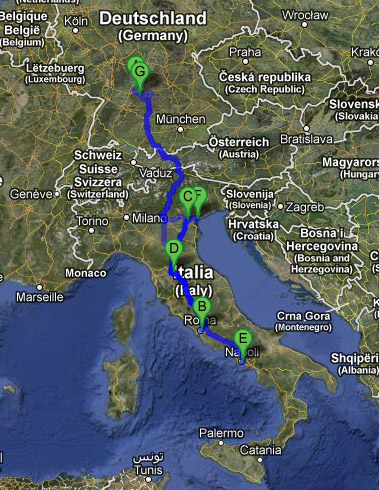 Netherlands)
Wrocław
Köln
Deutschland
(Germany)
Belgique
België
(Belgium)
Praha
Krako
Lëtzebuerg
(Luxembourg)
Česká republika
(Czech Republic)
G
Slovensk
(Slovakia
München
Bratislava
Österreich
(Austria)
Magyarors
(Hungary
Schweiz
Suisse
Svizzera
(Switzerland)
Vaduz
Genève
C
F
Slovenija
(Slovenia)
Zagreb
Milano
Torino
Hrvatska
(Croatia)
Bosna i
Hercegovina
(Bosnia and
Herzegovina)
D
Monaco
Italia
(Italy)
Marseille
B
Roma
Crna Gora
(Montenegro)
E
Napoli
Shqipëri
(Albania)
Palermo
Catania
تونس
Tunis